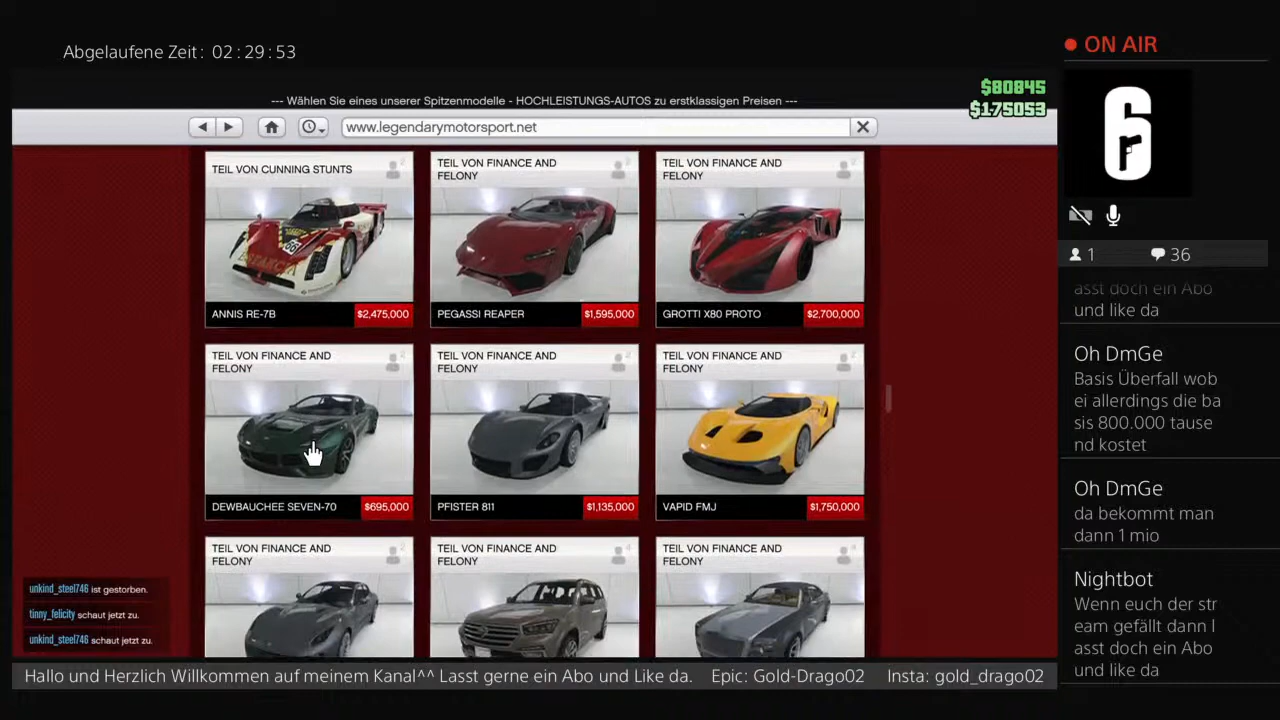 Abgelaufene Zeit: 02:29:53
ON AIR
$80845
$175053
--- Wählen Sie eines unserer Spitzenmodelle - HOCHLEISTUNGS-AUTOS zu erstklassigen Preisen ---
www.legendarymotorsport.net
TEIL VON CUNNING STUNTS
ANNIS RE-7B $2,475,000
TEIL VON FINANCE AND
FELONY
PEGASSI REAPER $1,595,000
TEIL VON FINANCE AND
FELONY
GROTTI X80 PROTO $2,700,000
TEIL VON FINANCE AND
FELONY
DEWBAUCHEE SEVEN-70 $695,000
TEIL VON FINANCE AND
FELONY
PFISTER 811 $1,135,000
TEIL VON FINANCE AND
FELONY
VAPID FMJ $1,750,000
TEIL VON FINANCE AND
FELONY
TEIL VON FINANCE AND
FELONY
TEIL VON FINANCE AND
FELONY
unkind_steel746 ist gestorben.
tinny_felicity schaut jetzt zu.
unkind_steel746 schaut jetzt zu.
6
1 36
asst doch ein Abo
und like da
Oh DmGe
Basis Überfall wob
ei allerdings die ba
sis 800.000 tause
nd kostet
Oh DmGe
da bekommt man
dann 1 mio
Nightbot
Wenn euch der str
eam gefällt dann l
asst doch ein Abo
und like da
Hallo und Herzlich Willkommen auf meinem Kanal^^ Lasst gerne ein Abo und Like da. Epic: Gold-Drago02 Insta: gold_drago02